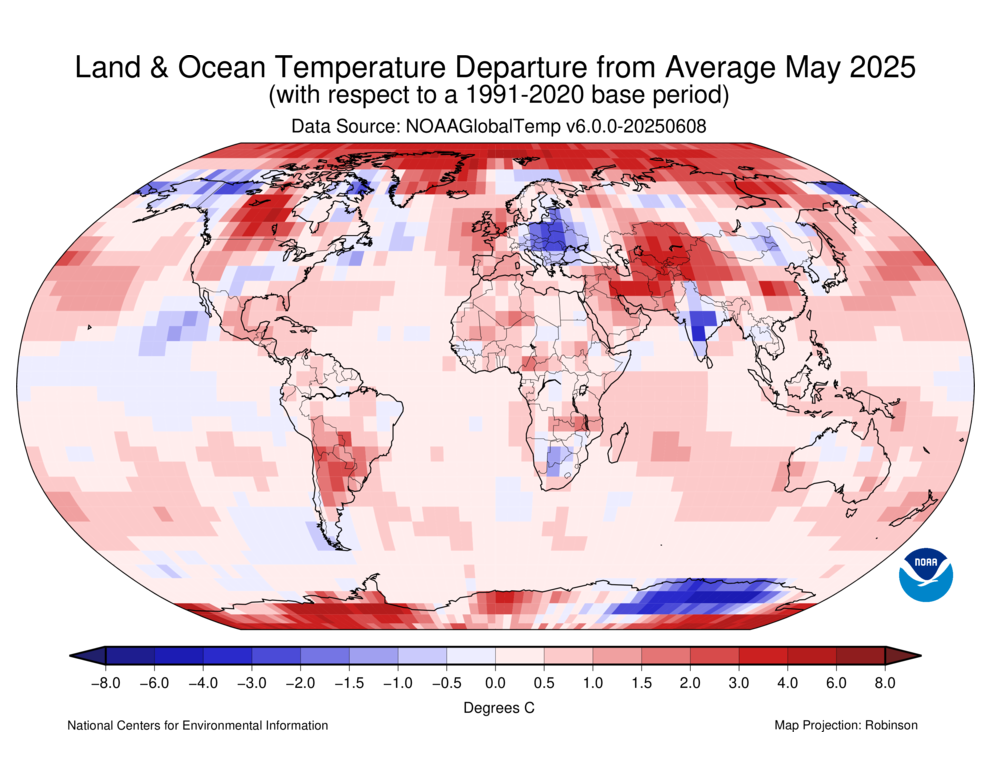 Land & Ocean Temperature Departure from Average May 2025
(with respect to a 1991-2020 base period)
Data Source: NOAAGlobalTemp v6.0.0-20250608
NOAA
−8.0 −6.0 −4.0 −3.0 −2.0 −1.5 −1.0 −0.5 0.0 0.5 1.0 1.5 2.0 3.0 4.0 6.0 8.0
Degrees C
National Centers for Environmental Information
Map Projection: Robinson